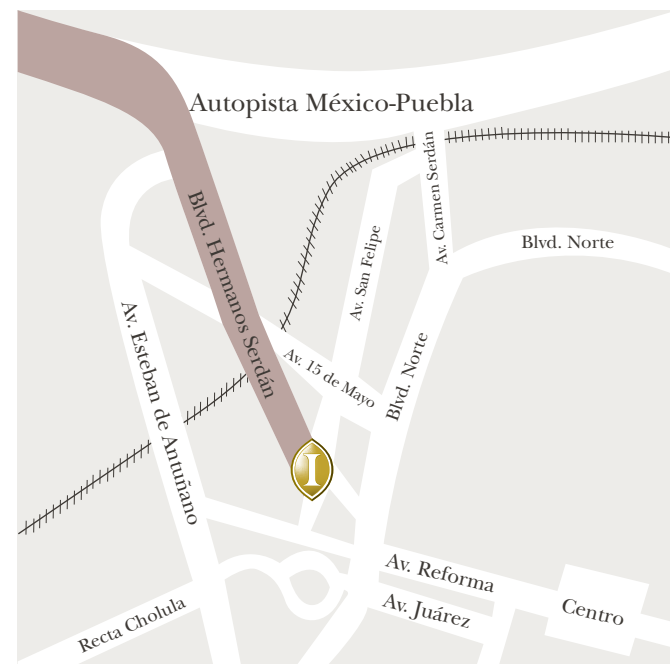 Autopista México-Puebla
Av. Carmen Serdán
Blvd. Hermanos Serdán
Av. San Felipe
Blvd. Norte
Av. Esteban de Antuñano
Av. 15 de Mayo
Blvd. Norte
I
Av. Reforma
Centro
Av. Juárez
Recta Cholula